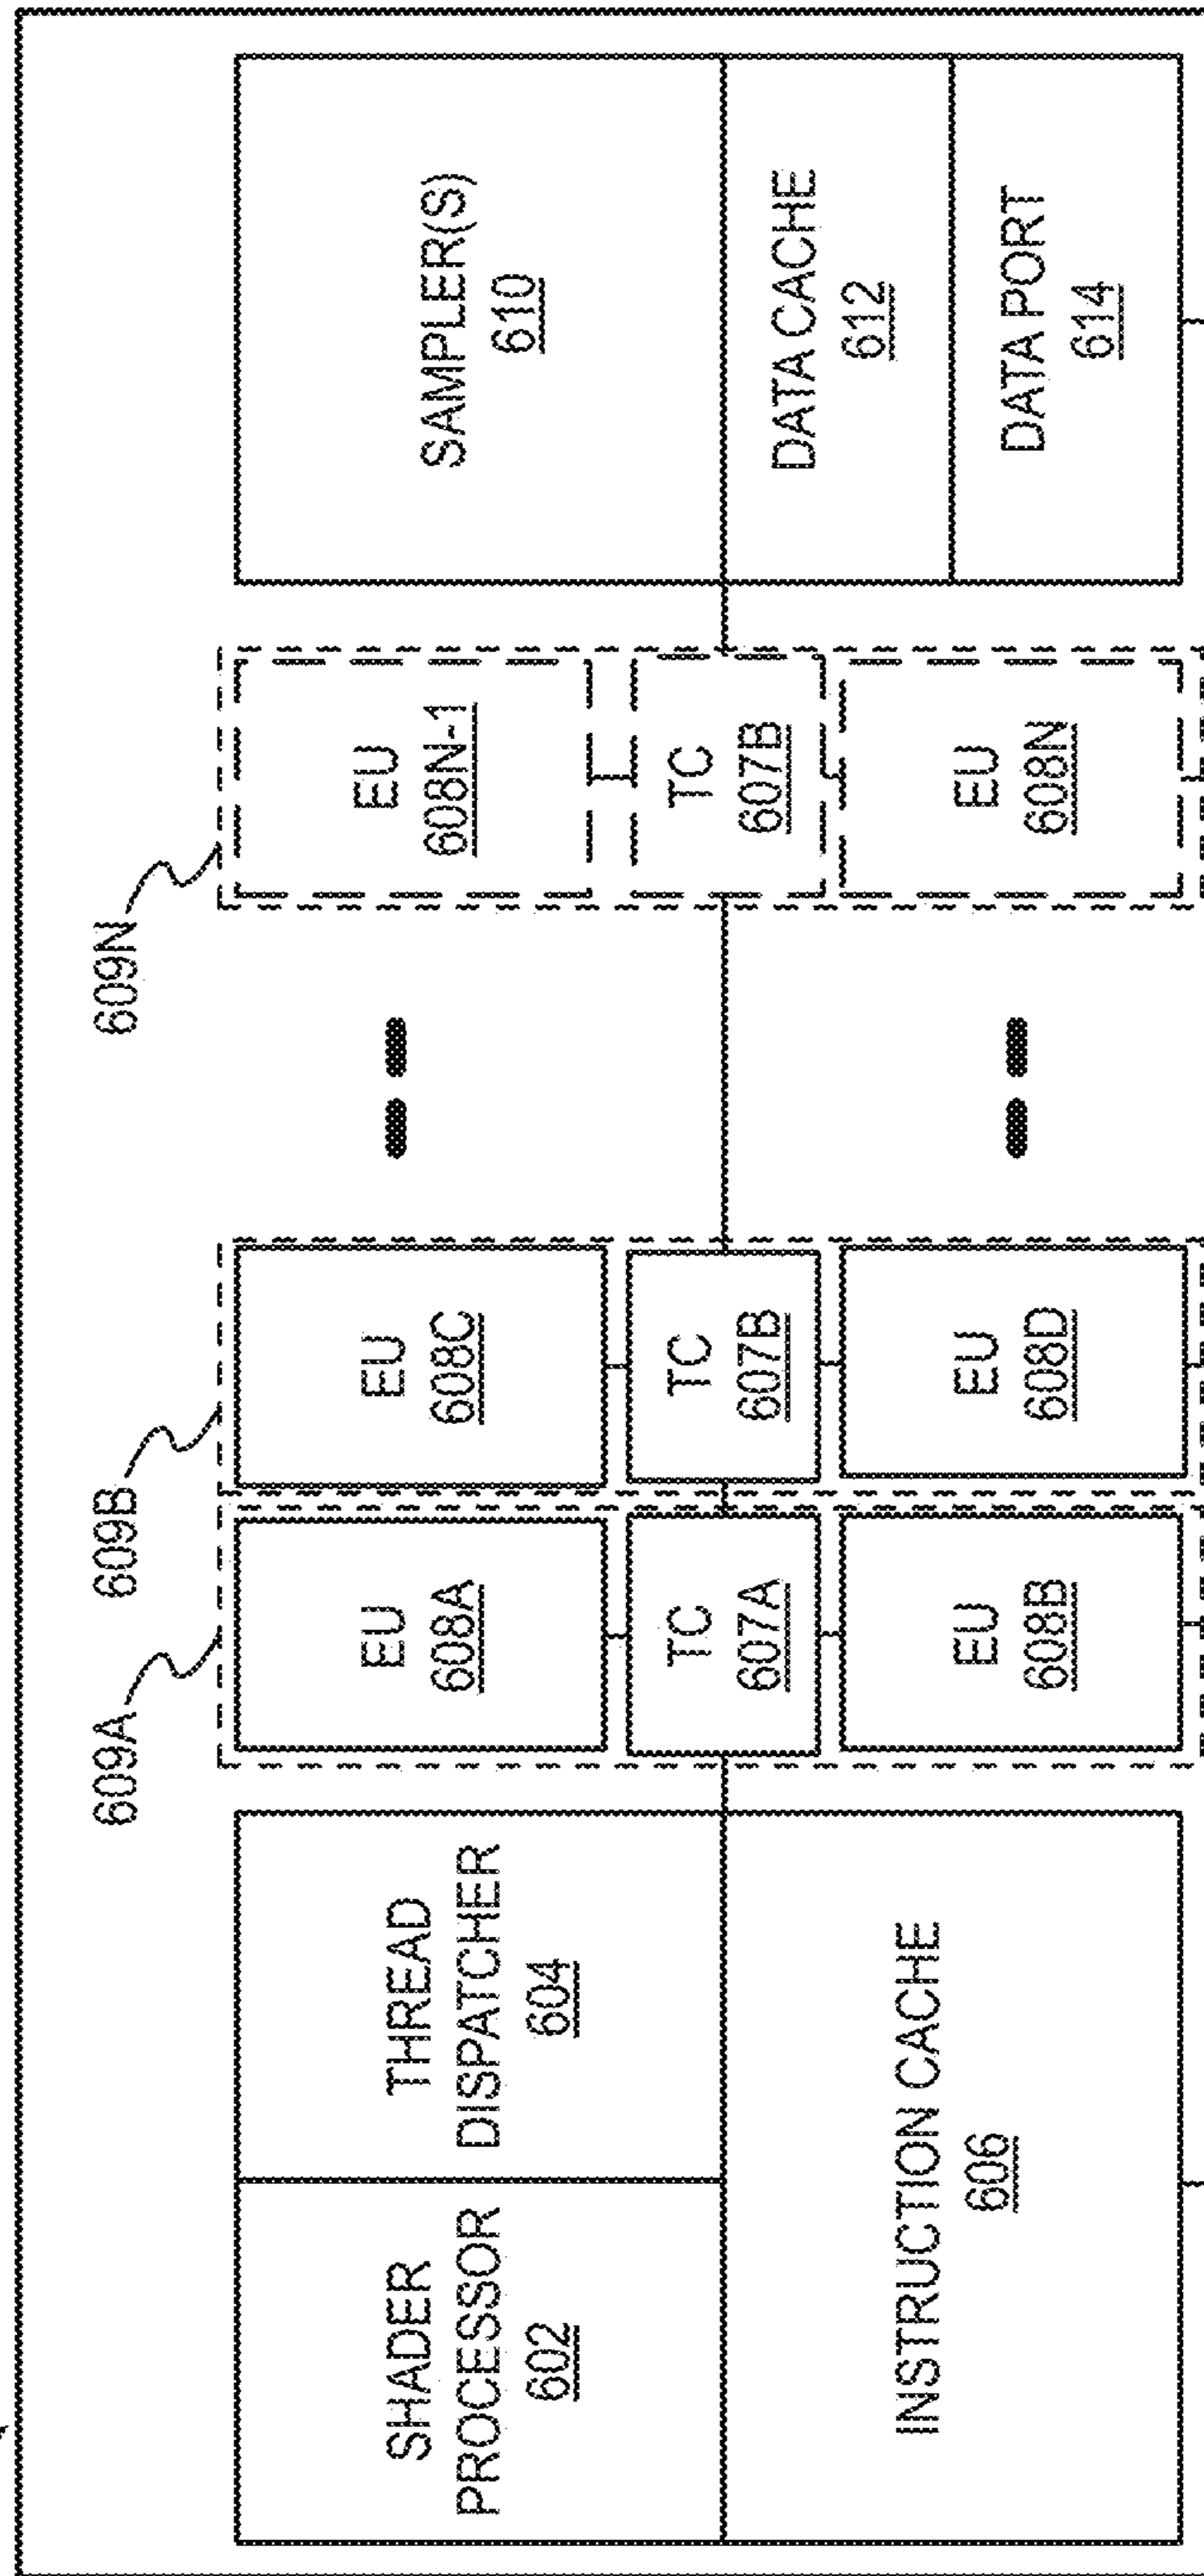 609A
609B
609N
SHADER
PROCESSOR
602
THREAD
DISPATCHER
604
INSTRUCTION CACHE
606
EU
608A
TC
607A
EU
608B
EU
608C
TC
607B
EU
608D
EU
608N-1
TC
607B
EU
608N
SAMPLER(S)
610
DATA CACHE
612
DATA PORT
614